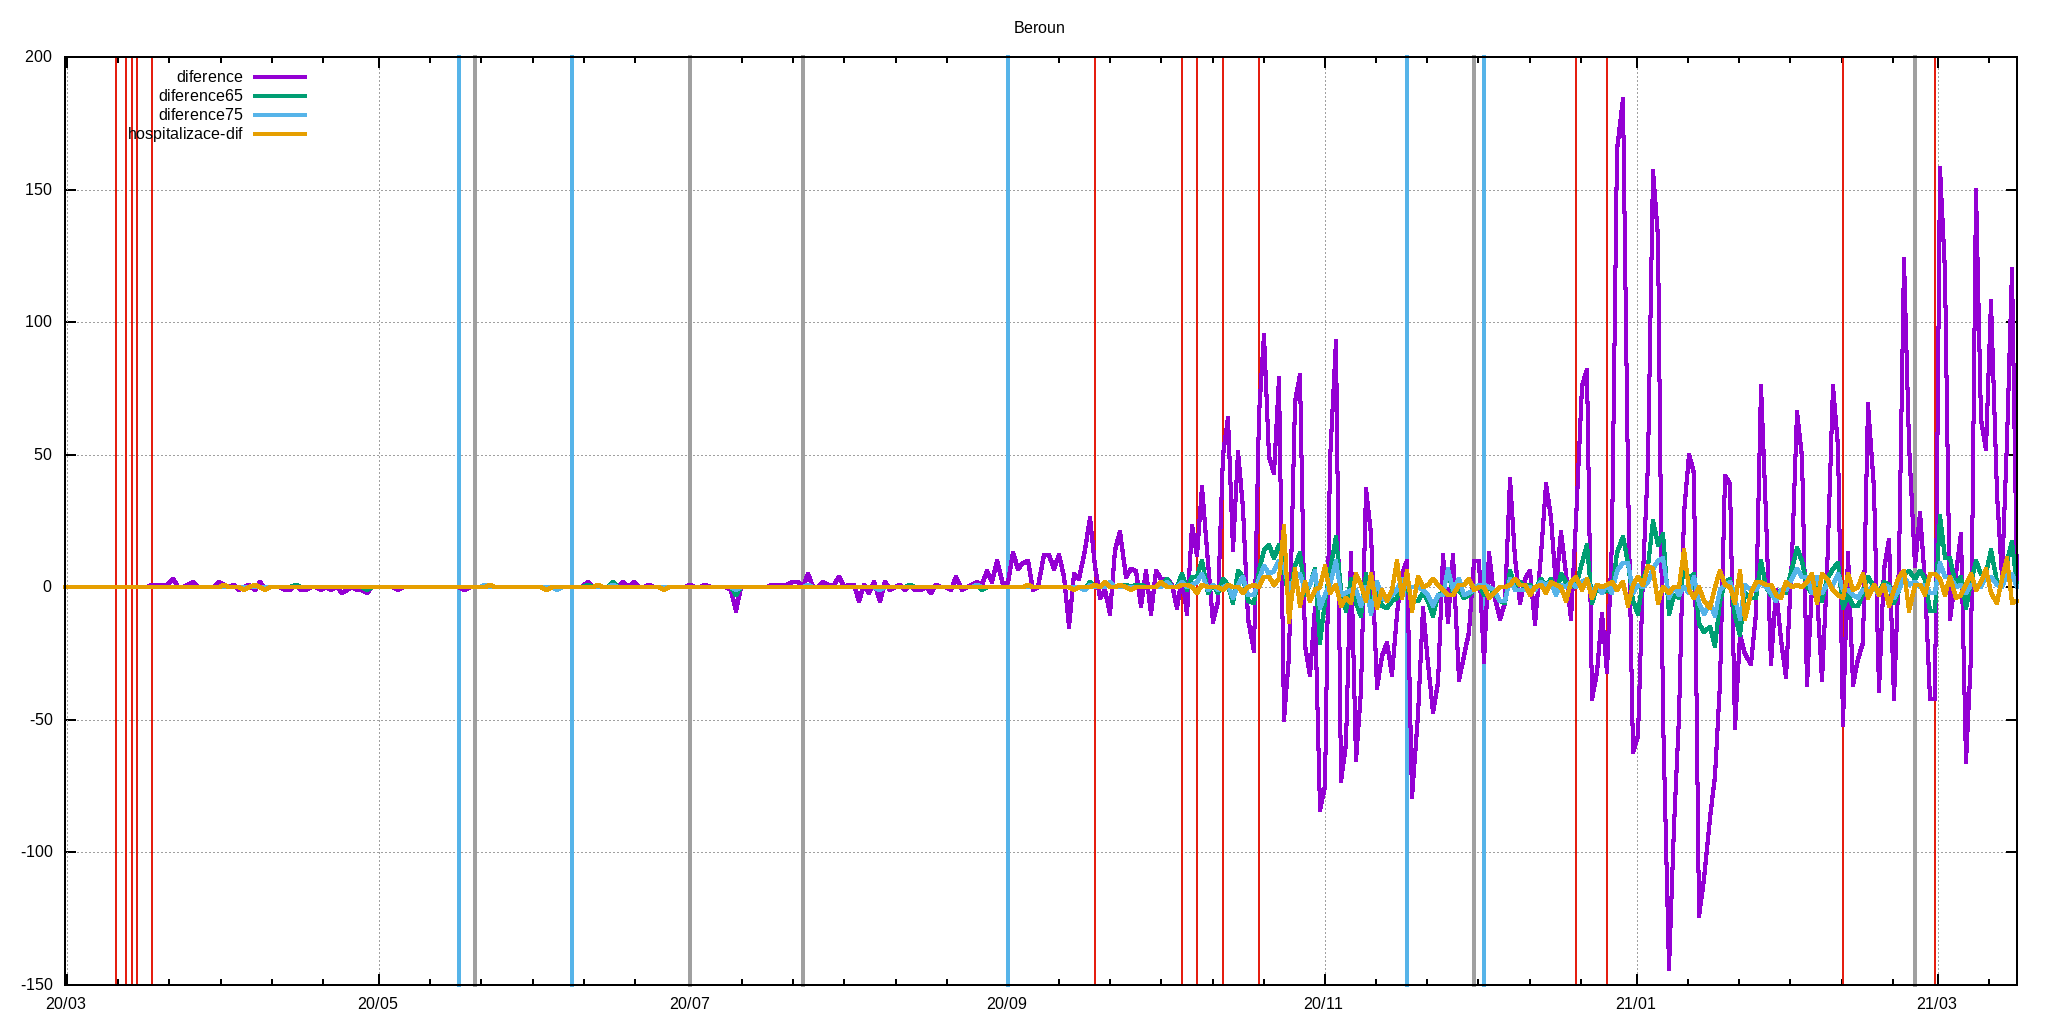 Beroun
200
diference
diference65
diference75
hospitalizace-dif
150
100
50
0
-50
-100
-150
20/03 20/05 20/07 20/09 20/11 21/01 21/03